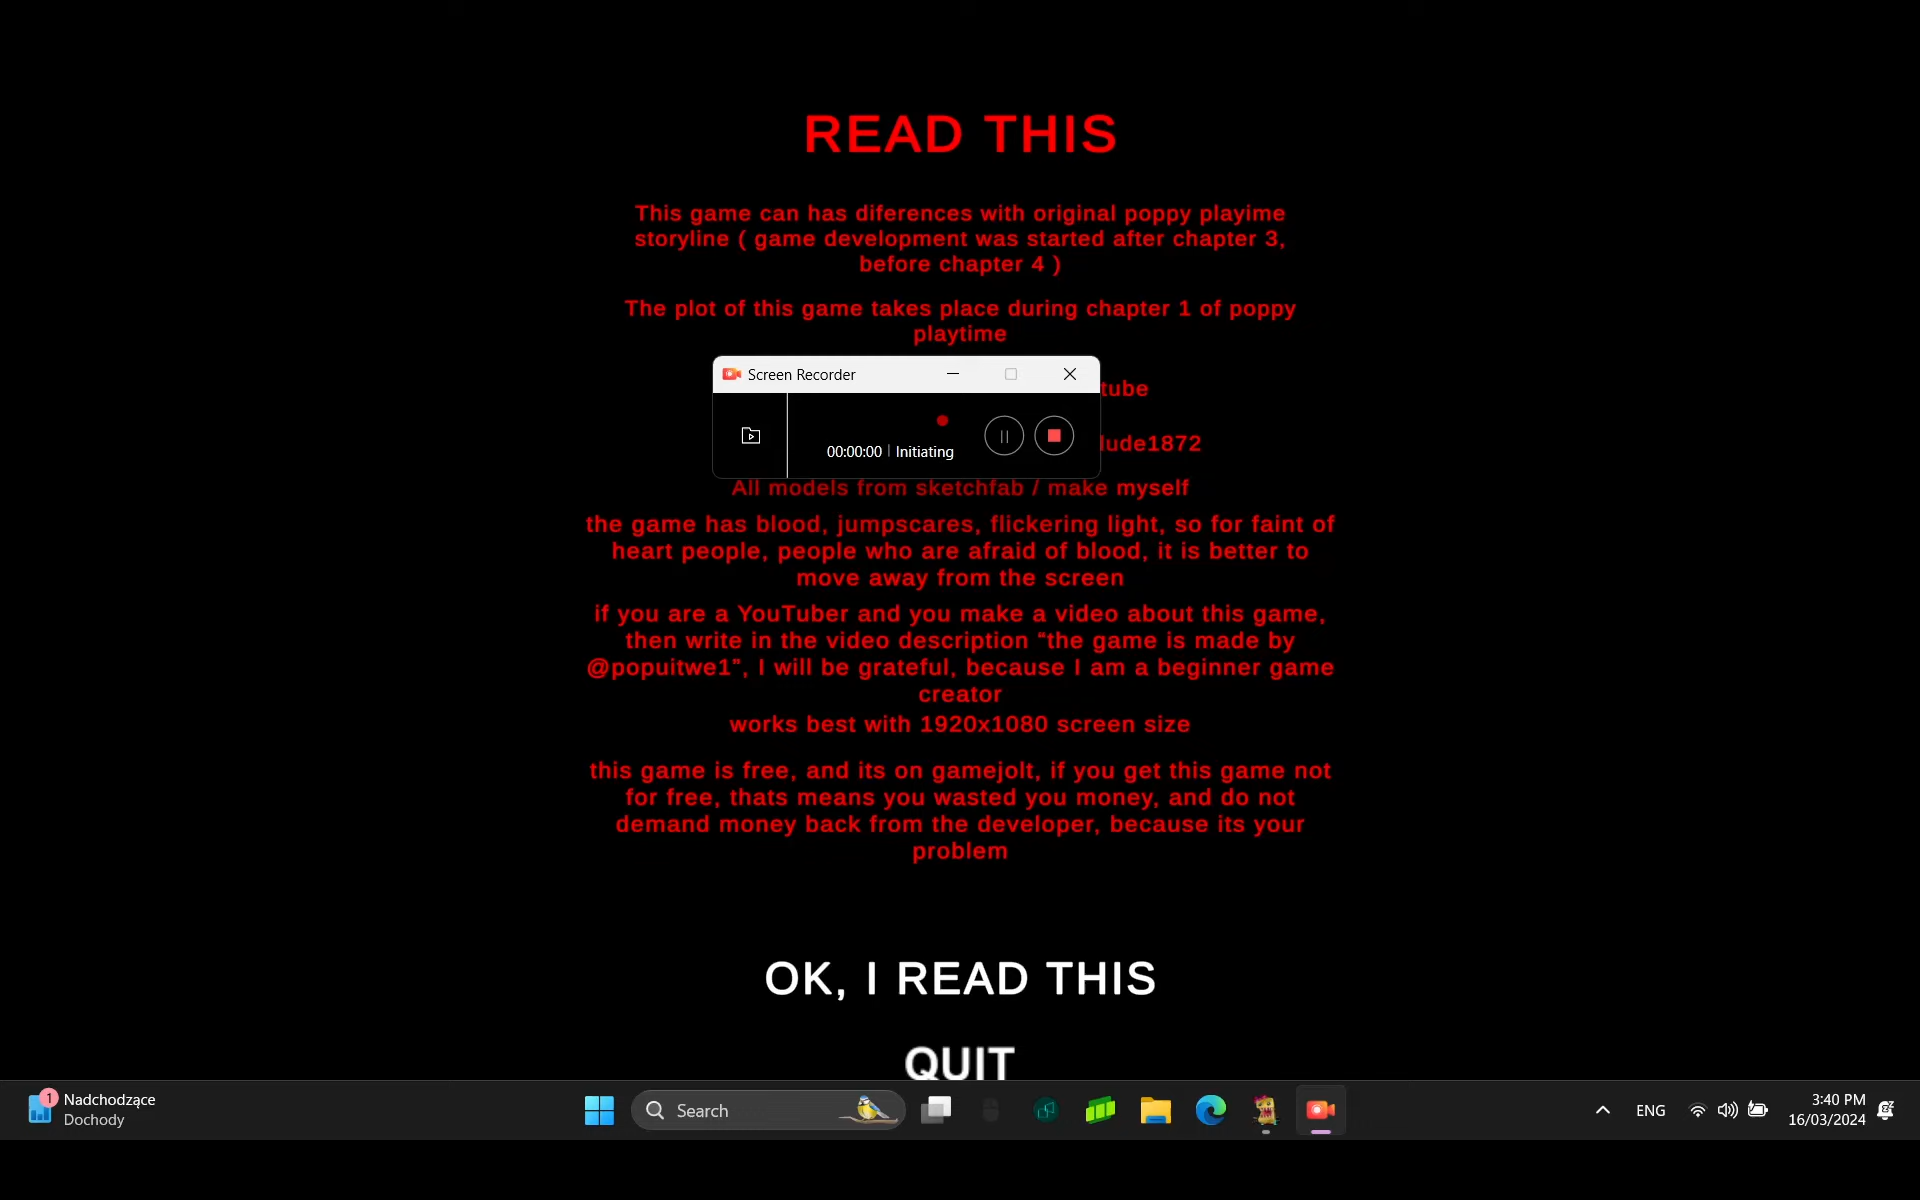 READ THIS
This game can has diferences with original poppy playime
storyline ( game development was started after chapter 3,
before chapter 4 )
The plot of this game takes place during chapter 1 of poppy
playtime
Screen Recorder
tube
00:00:00 | Initiating
lude1872
All models from sketchfab / make myself
the game has blood, jumpscares, flickering light, so for faint of
heart people, people who are afraid of blood, it is better to
move away from the screen
if you are a YouTuber and you make a video about this game,
then write in the video description “the game is made by
@popuitwe1”, I will be grateful, because I am a beginner game
creator
works best with 1920x1080 screen size
this game is free, and its on gamejolt, if you get this game not
for free, thats means you wasted you money, and do not
demand money back from the developer, because its your
problem
OK, I READ THIS
QUIT
1
Nadchodzące
Dochody
Search
ENG
3:40 PM
16/03/2024